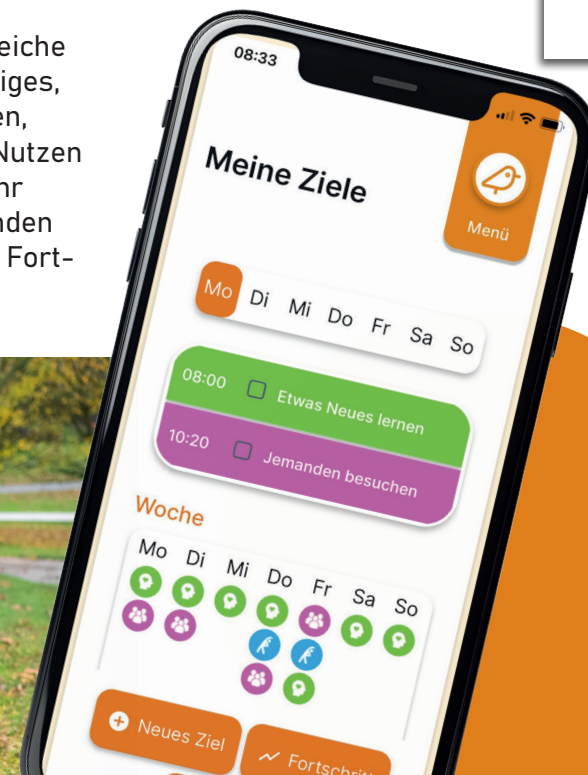 eiche
iges,
en,
Nutzen
hr
nden
Fort-
08:33
Menü
Meine Ziele
Mo Di Mi Do Fr Sa So
08:00 Etwas Neues lernen
10:20 Jemanden besuchen
Woche
Mo Di Mi Do Fr Sa So
Neues Ziel
Fortschritt